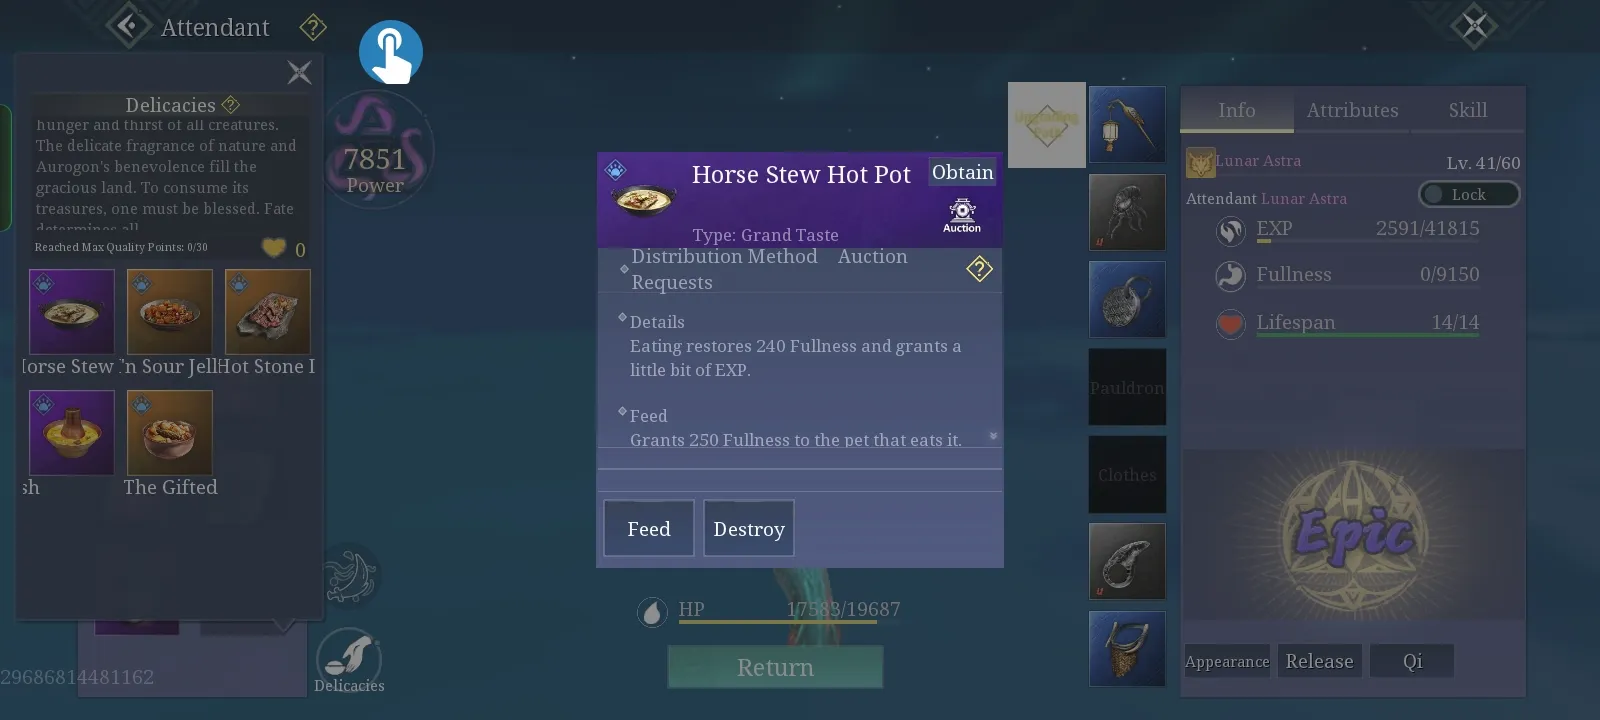 Attendant
Delicacies
hunger and thirst of all creatures.
The delicate fragrance of nature and
Aurogon's benevolence fill the
gracious land. To consume its
treasures, one must be blessed. Fate
determines all
Reached Max Quality Points: 0/30
0
Horse Stew
'n Sour Jell
Hot Stone
sh
The Gifted
7851
Power
29686814481162
Delicacies
Horse Stew Hot Pot
Obtain
Auction
Type: Grand Taste
Distribution Method Auction
Requests
Details
Eating restores 240 Fullness and grants a
little bit of EXP.
Feed
Grants 250 Fullness to the pet that eats it.
Feed
Destroy
HP 17583/19687
Return
Pauldron
Clothes
Info
Attributes
Skill
Lunar Astra
Lv. 41/60
Attendant Lunar Astra
Lock
EXP 2591/41815
Fullness 0/9150
Lifespan 14/14
Epic
Appearance
Release
Qi